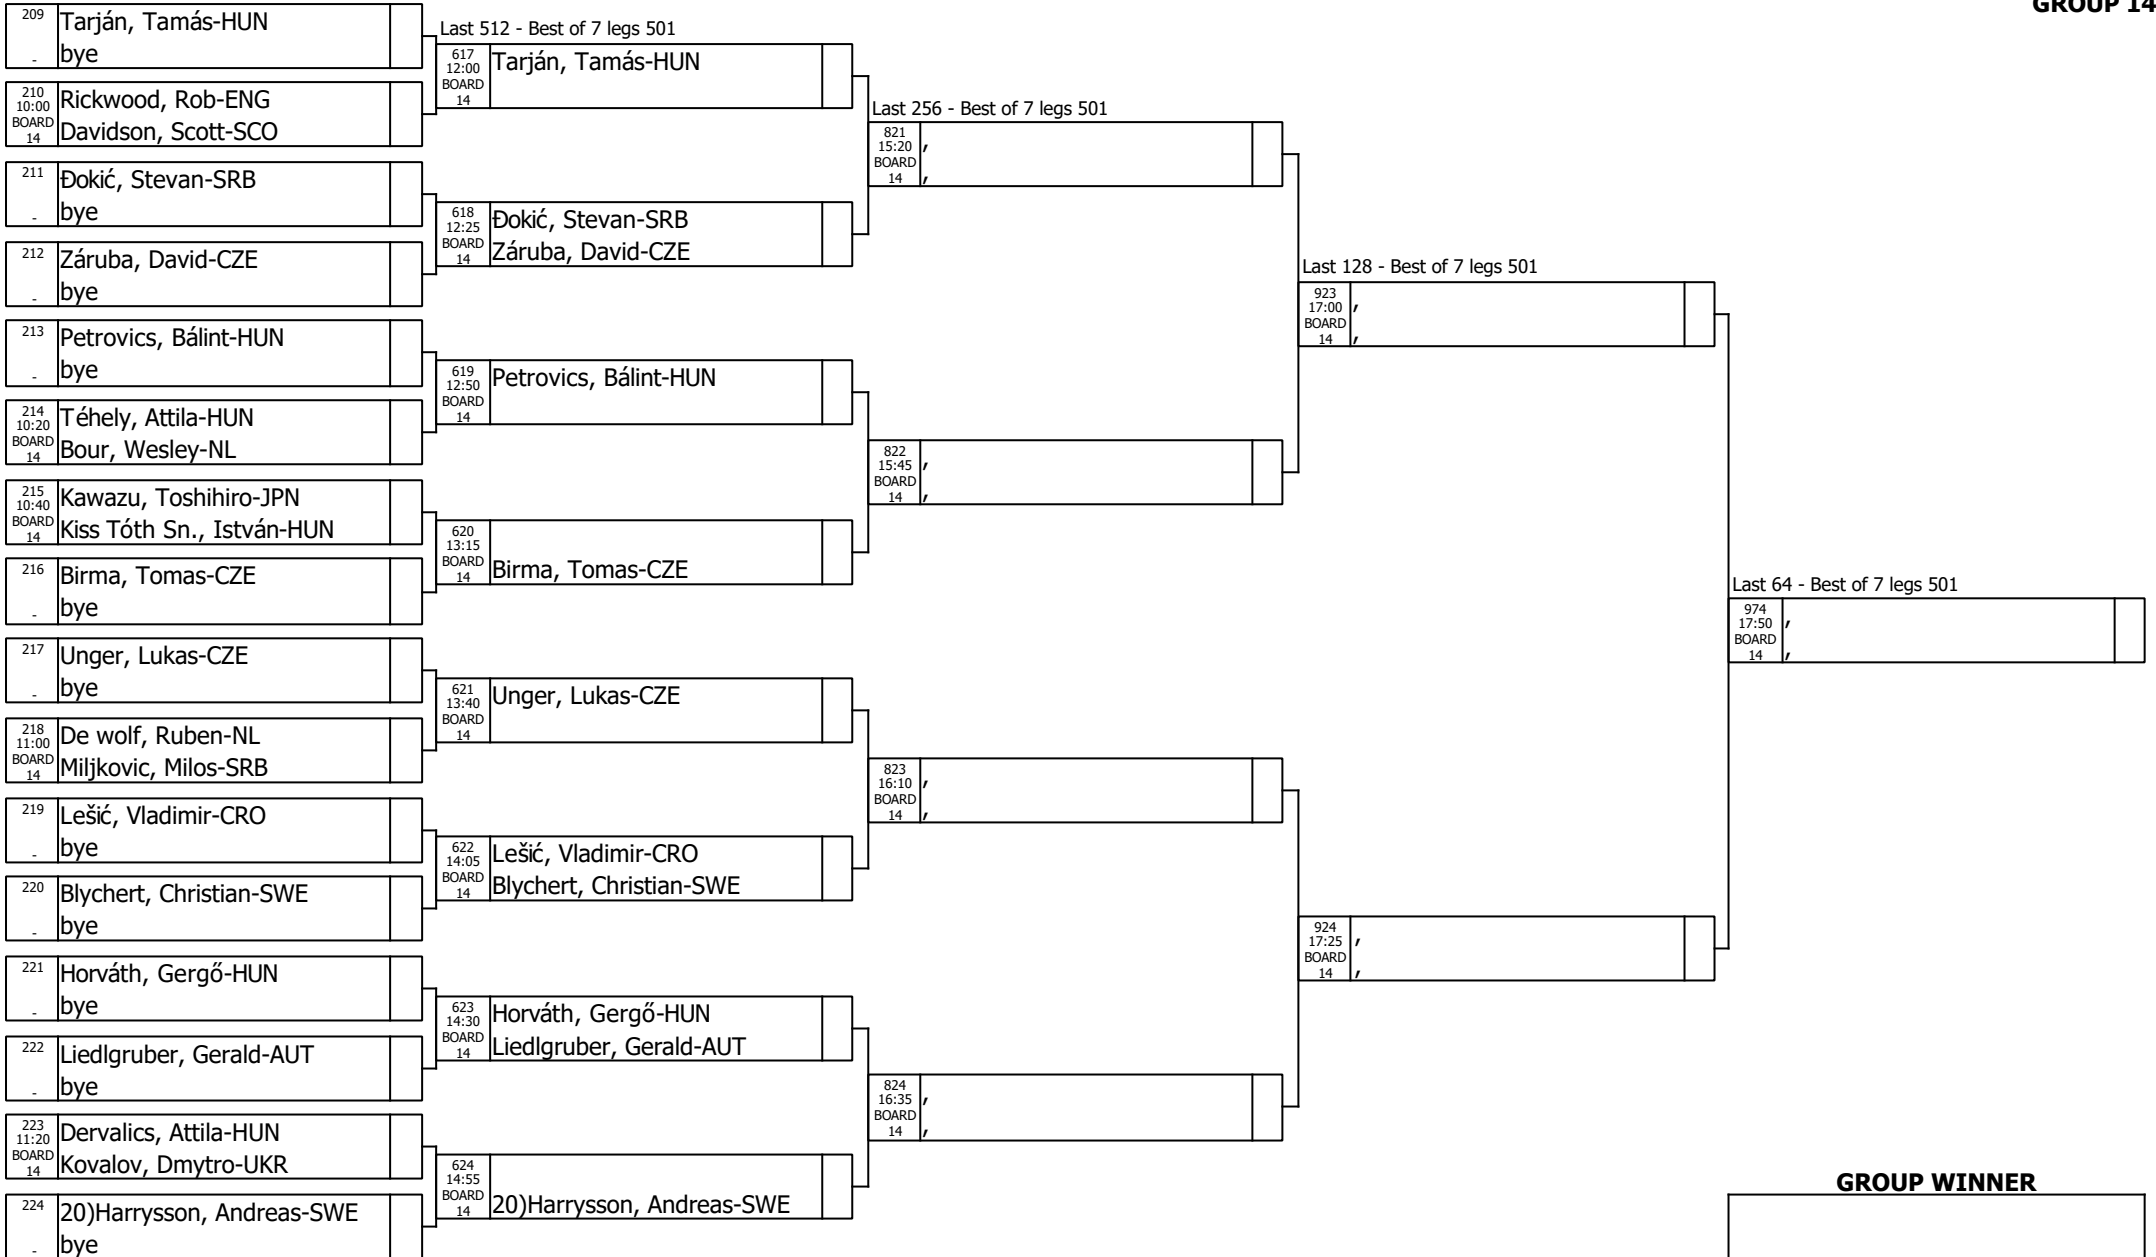 GROUP 14
209
Tarján, Tamás-HUN
bye
-
210
10:00
BOARD
14
Rickwood, Rob-ENG
Davidson, Scott-SCO
211
Đokić, Stevan-SRB
bye
-
212
Záruba, David-CZE
bye
-
213
Petrovics, Bálint-HUN
bye
-
214
10:20
BOARD
14
Téhely, Attila-HUN
Bour, Wesley-NL
215
10:40
BOARD
14
Kawazu, Toshihiro-JPN
Kiss Tóth Sn., István-HUN
216
Birma, Tomas-CZE
bye
-
217
Unger, Lukas-CZE
bye
-
218
11:00
BOARD
14
De wolf, Ruben-NL
Miljkovic, Milos-SRB
219
Lešić, Vladimir-CRO
bye
-
220
Blychert, Christian-SWE
bye
-
221
Horváth, Gergő-HUN
bye
-
222
Liedlgruber, Gerald-AUT
bye
-
223
11:20
BOARD
14
Dervalics, Attila-HUN
Kovalov, Dmytro-UKR
224
20)Harrysson, Andreas-SWE
bye
-
Last 512 - Best of 7 legs 501
617
12:00
BOARD
14
Tarján, Tamás-HUN
618
12:25
BOARD
14
Đokić, Stevan-SRB
Záruba, David-CZE
619
12:50
BOARD
14
Petrovics, Bálint-HUN
620
13:15
BOARD
14
Birma, Tomas-CZE
621
13:40
BOARD
14
Unger, Lukas-CZE
622
14:05
BOARD
14
Lešić, Vladimir-CRO
Blychert, Christian-SWE
623
14:30
BOARD
14
Horváth, Gergő-HUN
Liedlgruber, Gerald-AUT
624
14:55
BOARD
14
20)Harrysson, Andreas-SWE
Last 256 - Best of 7 legs 501
821
15:20
BOARD
14
,
,
822
15:45
BOARD
14
,
,
823
16:10
BOARD
14
,
,
824
16:35
BOARD
14
,
,
Last 128 - Best of 7 legs 501
923
17:00
BOARD
14
,
,
924
17:25
BOARD
14
,
,
Last 64 - Best of 7 legs 501
974
17:50
BOARD
14
,
,
GROUP WINNER